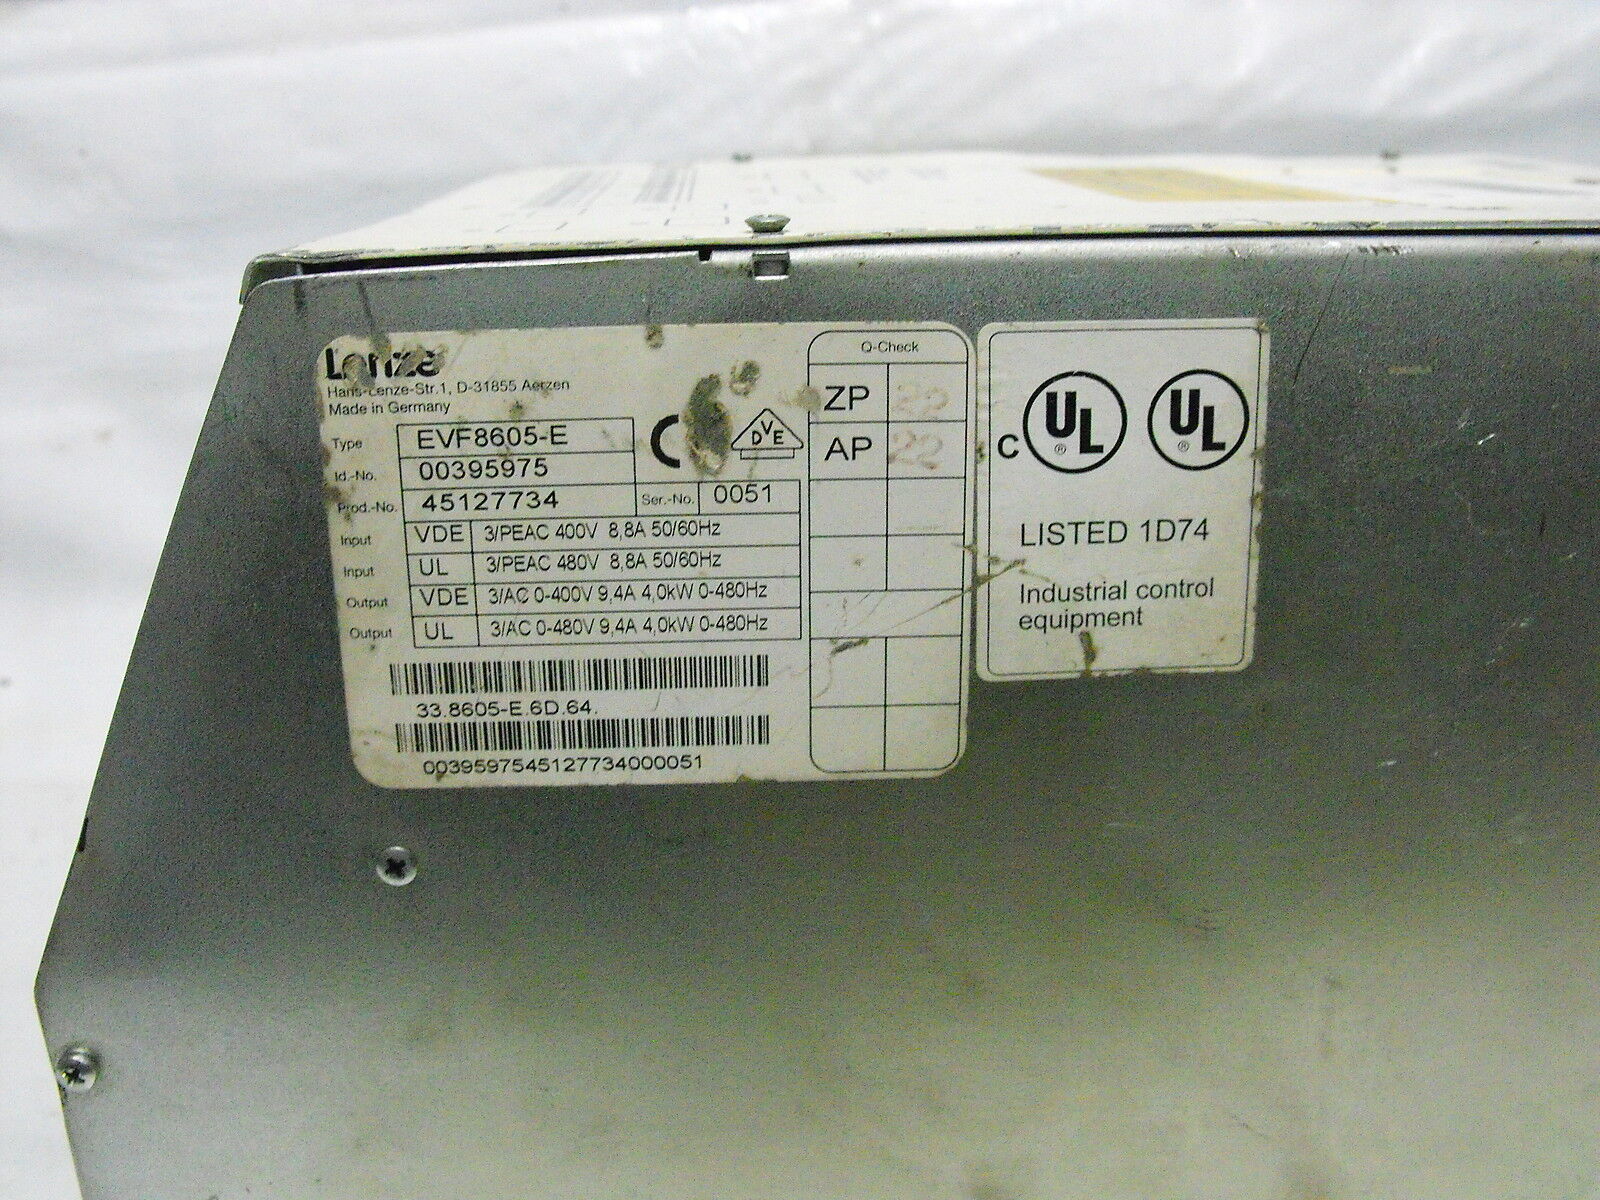 Lenze
Hans-Lenze-Str.1, D-31855 Aerzen
Made in Germany
Type EVF8605-E
Id.-No. 00395975
Prod.-No. 45127734 Ser.-No. 0051
Input VDE 3/PEAC 400V 8,8A 50/60Hz
Input UL 3/PEAC 480V 8,8A 50/60Hz
Output VDE 3/AC 0-400V 9,4A 4,0kW 0-480Hz
Output UL 3/AC 0-480V 9,4A 4,0kW 0-480Hz
33.8605-E.6D.64.
0039597545127734000051
DVE
Q-Check
ZP 22
AP 22
C UL ® UL ®
LISTED 1D74
Industrial control
equipment